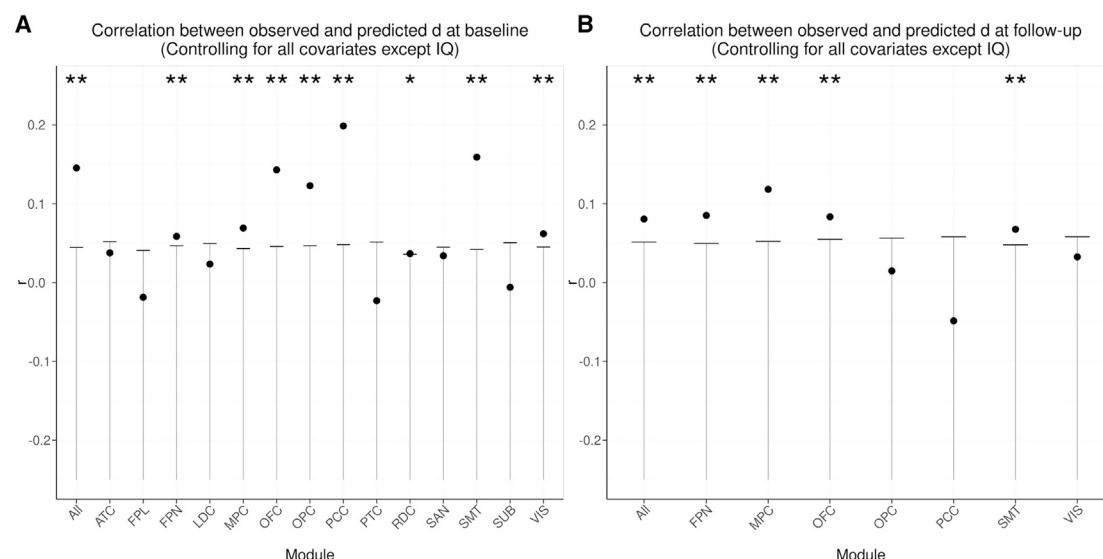 A
Correlation between observed and predicted d at baseline
(Controlling for all covariates except IQ)
** ** ** ** ** ** * ** **
0.2
0.1
0.0
-0.1
-0.2
r
All ATC FPL FPN LDC MPC OFC OPC PCC PTC RDC SAN SMT SUB VIS
Module
B
Correlation between observed and predicted d at follow-up
(Controlling for all covariates except IQ)
** ** ** ** **
0.2
0.1
0.0
-0.1
-0.2
r
All FPN MPC OFC OPC PCC SMT VIS
Module